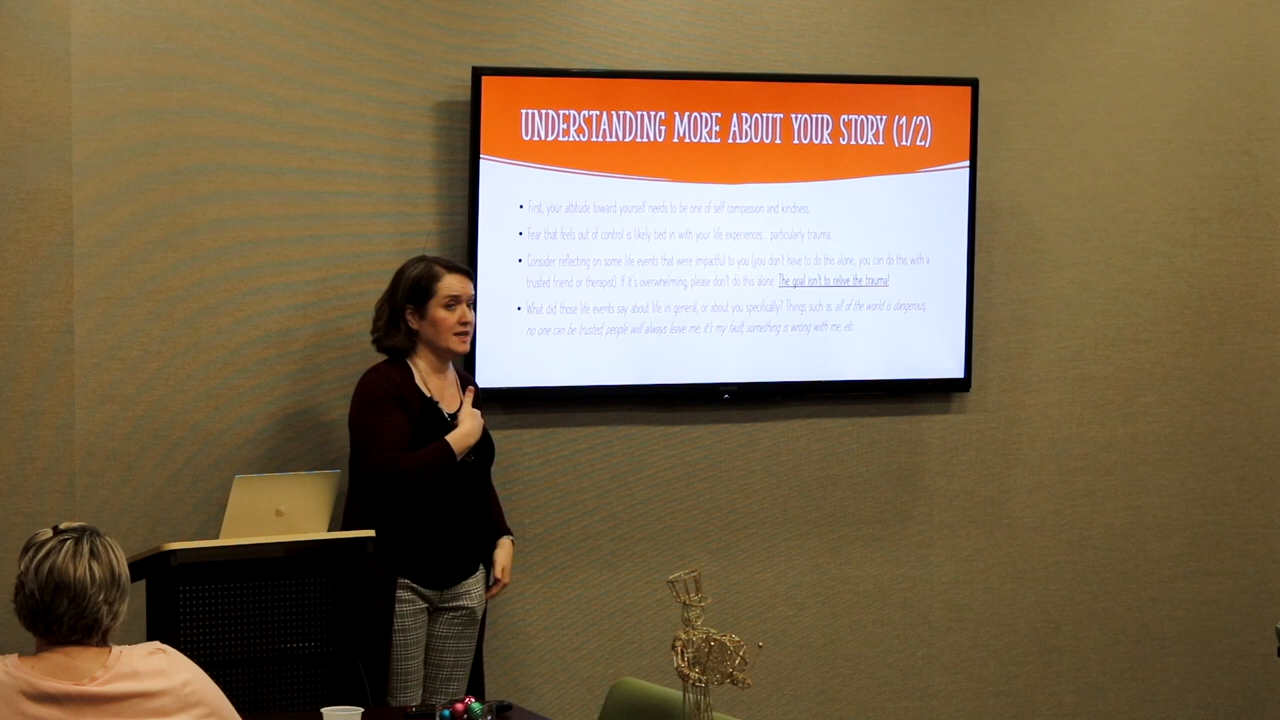 UNDERSTANDING MORE ABOUT YOUR STORY (1/2)
• First, your attitude toward yourself needs to be one of self compassion and kindness.
• Fear that feels out of control is likely tied in with your life experiences... particularly trauma.
• Consider reflecting on some life events that were impactful to you (you don't have to do this alone, you can do this with a
trusted friend or therapist). If it's overwhelming, please don't do this alone. The goal isn't to relive the trauma!
• What did those life events say about life in general, or about you specifically? Things such as all of the world is dangerous,
no one can be trusted, people will always leave me, it's my fault, something is wrong with me, etc.